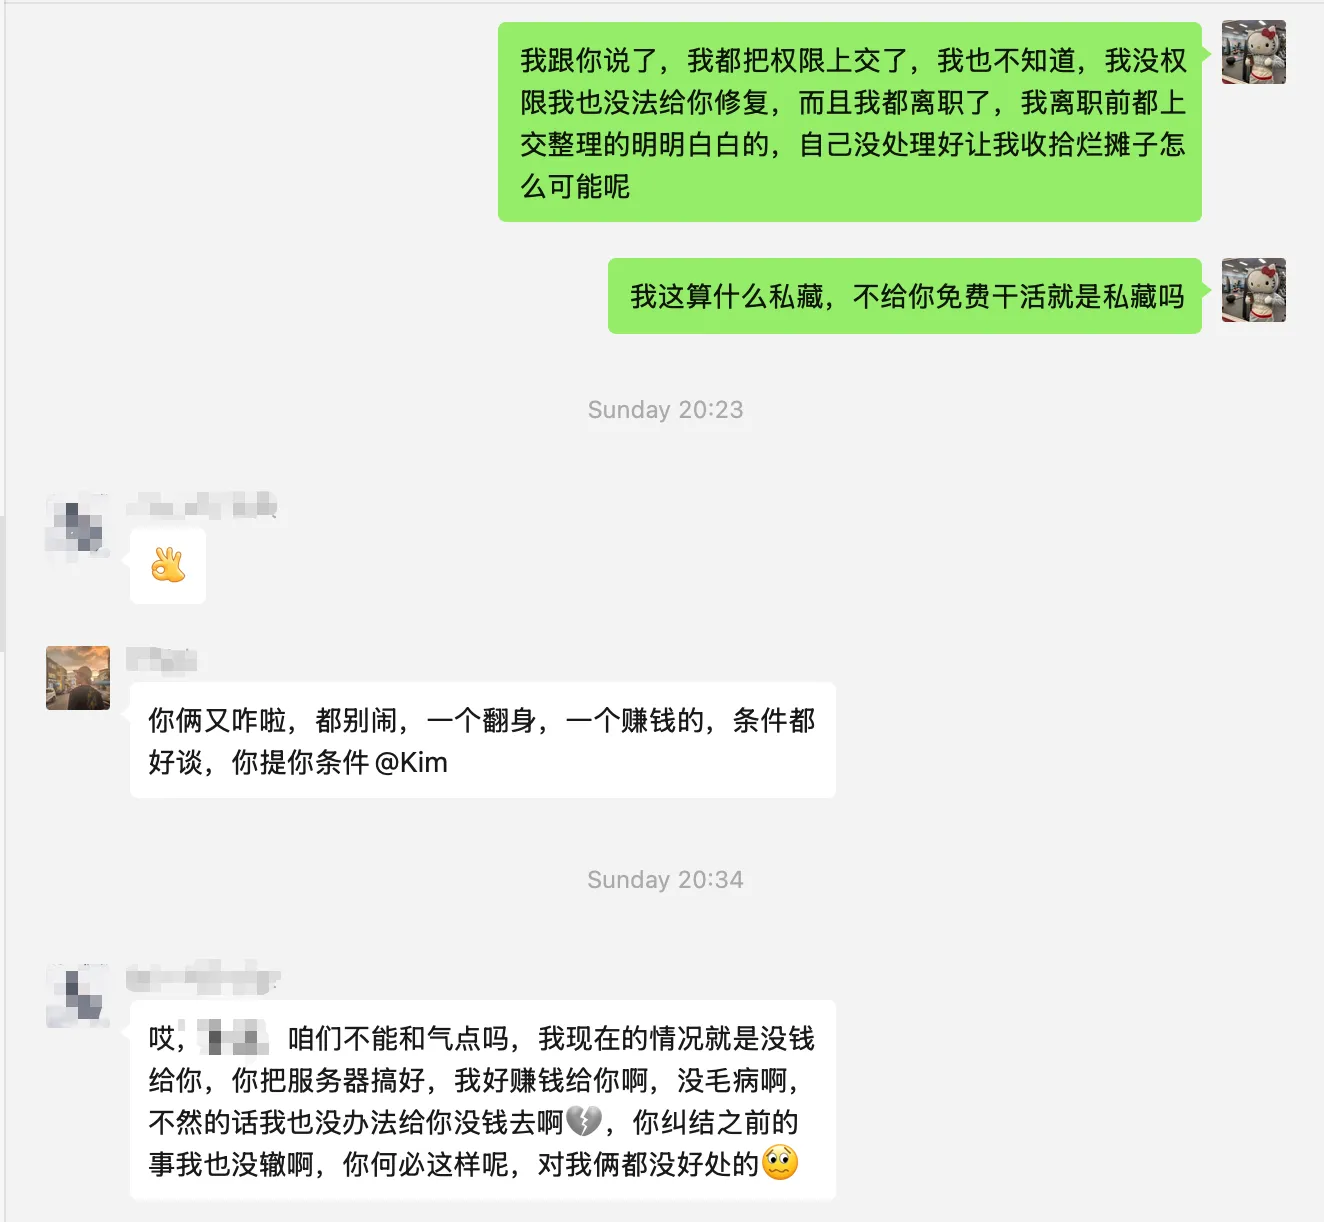 我跟你说了，我都把权限上交了，我也不知道，我没权
限我也没法给你修复，而且我都离职了，我离职前都上
交整理的明明白白的，自己没处理好让我收拾烂摊子怎
么可能呢
我这算什么私藏，不给你免费干活就是私藏吗
Sunday 20:23
👌
你俩又咋啦，都别闹，一个翻身，一个赚钱的，条件都
好谈，你提你条件@Kim
Sunday 20:34
哎， 咱们不能和气点吗，我现在的情况就是没钱
给你，你把服务器搞好，我好赚钱给你啊，没毛病啊，
不然的话我也没办法给你没钱去啊💔，你纠结之前的
事我也没辙啊，你何必这样呢，对我俩都没好处的🥺